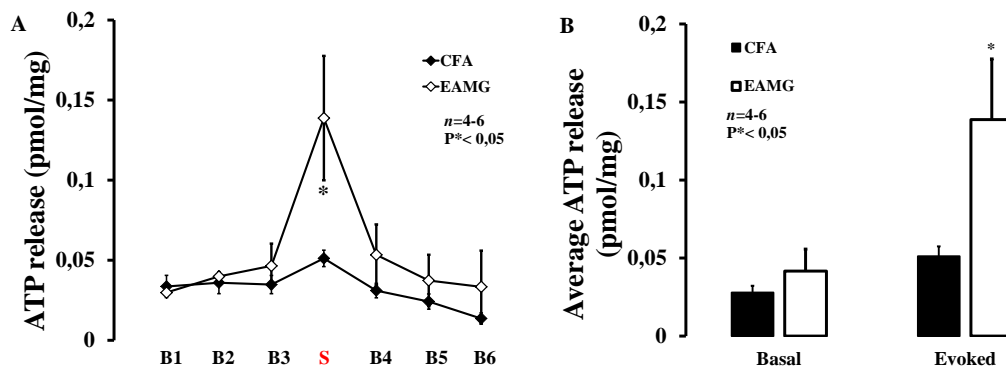 A
ATP release (pmol/mg)
0,2
0,15
0,1
0,05
0
CFA
EAMG
n=4-6
P*< 0,05
*
B1 B2 B3 S B4 B5 B6
B
Average ATP release
(pmol/mg)
0,2
0,15
0,1
0,05
0
CFA
EAMG
n=4-6
P*< 0,05
*
Basal Evoked